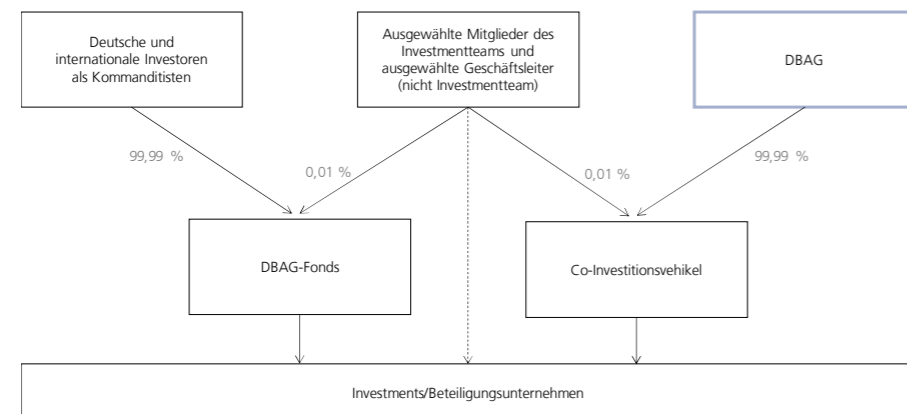 Deutsche und
internationale Investoren
als Kommanditisten
Ausgewählte Mitglieder des
Investmentteams und
ausgewählte Geschäftsleiter
(nicht Investmentteam)
DBAG
99,99 %
0,01 %
0,01 %
99,99 %
DBAG-Fonds
Co-Investitionsvehikel
Investments/Beteiligungsunternehmen